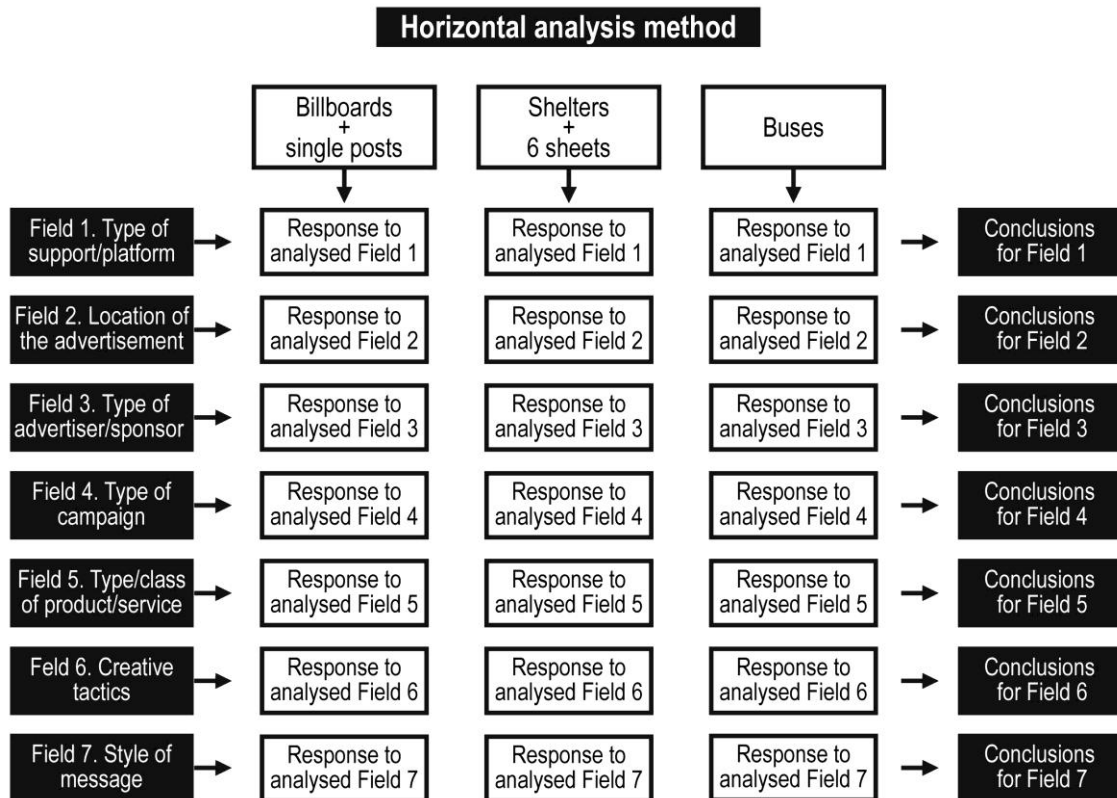 Horizontal analysis method
Billboards
+
single posts
Shelters
+
6 sheets
Buses
Field 1. Type of
support/platform
Response to
analysed Field 1
Response to
analysed Field 1
Response to
analysed Field 1
Conclusions
for Field 1
Field 2. Location of
the advertisement
Response to
analysed Field 2
Response to
analysed Field 2
Response to
analysed Field 2
Conclusions
for Field 2
Field 3. Type of
advertiser/sponsor
Response to
analysed Field 3
Response to
analysed Field 3
Response to
analysed Field 3
Conclusions
for Field 3
Field 4. Type of
campaign
Response to
analysed Field 4
Response to
analysed Field 4
Response to
analysed Field 4
Conclusions
for Field 4
Field 5. Type/class
of product/service
Response to
analysed Field 5
Response to
analysed Field 5
Response to
analysed Field 5
Conclusions
for Field 5
Feld 6. Creative
tactics
Response to
analysed Field 6
Response to
analysed Field 6
Response to
analysed Field 6
Conclusions
for Field 6
Field 7. Style of
message
Response to
analysed Field 7
Response to
analysed Field 7
Response to
analysed Field 7
Conclusions
for Field 7